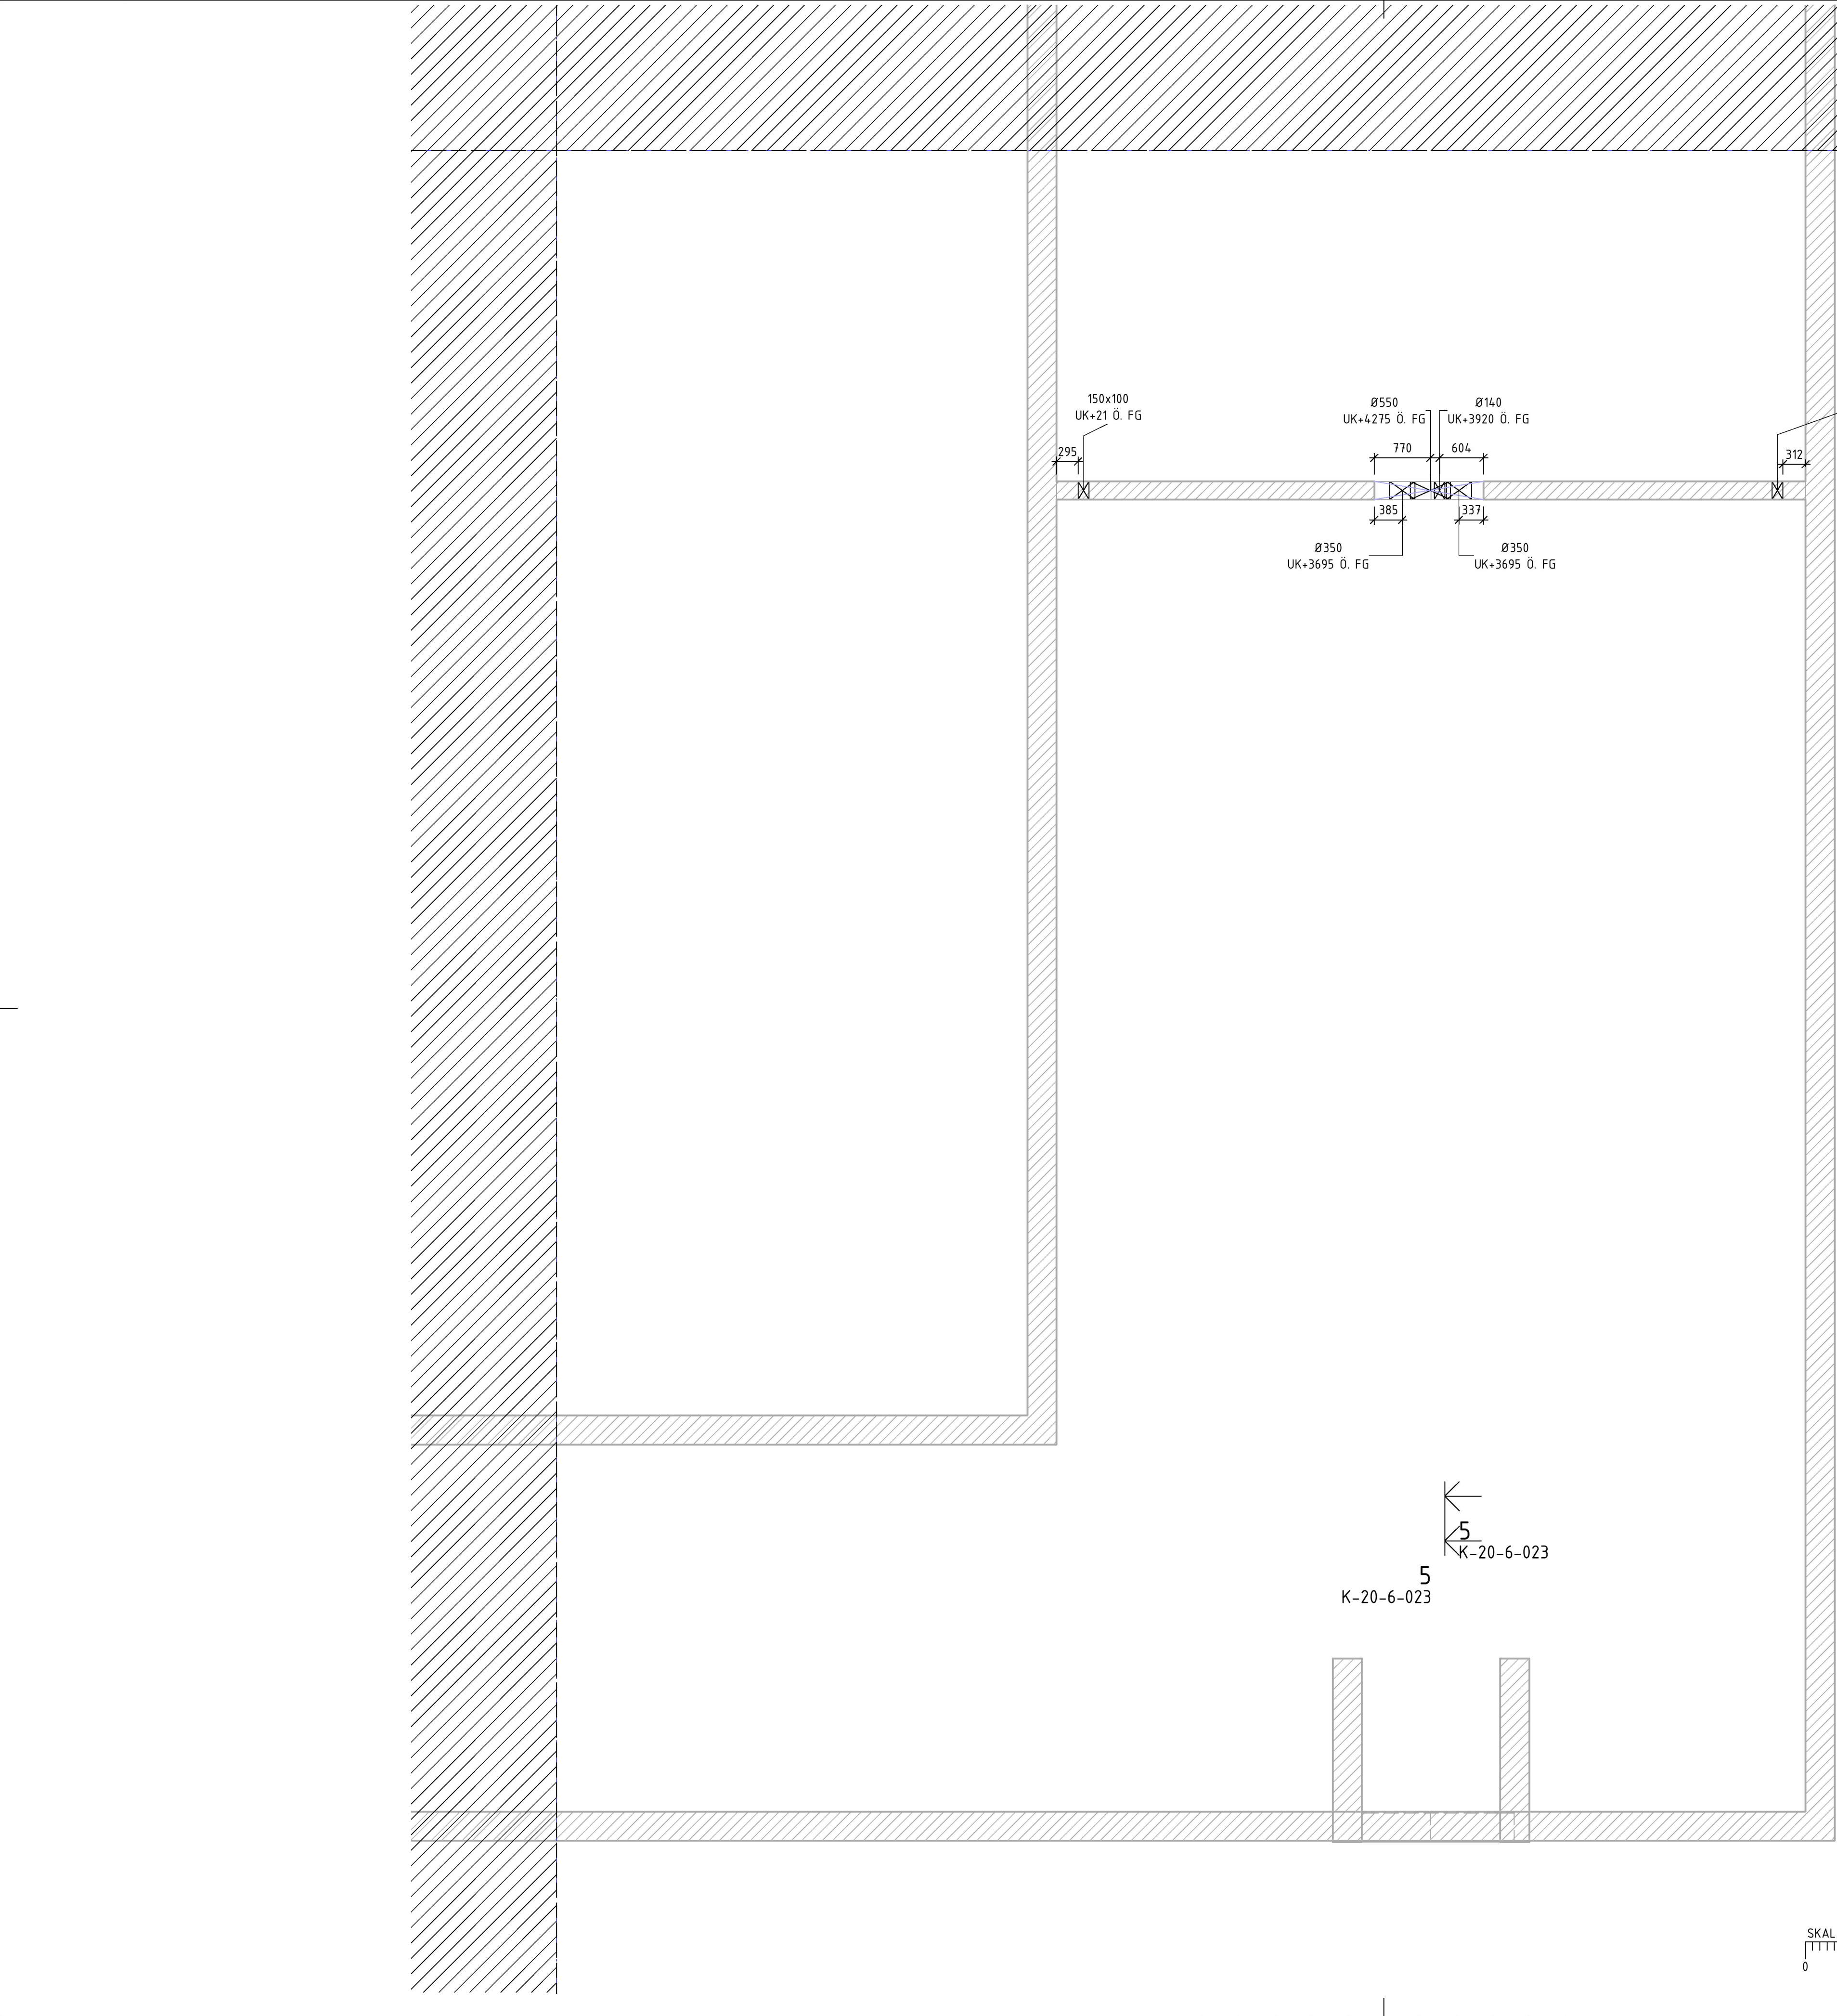 150x100
UK+21 Ö. FG
Ø550
UK+4275 Ö. FG
Ø140
UK+3920 Ö. FG
295
770
604
312
385
337
Ø350
UK+3695 Ö. FG
Ø350
UK+3695 Ö. FG
5
K-20-6-023
5
K-20-6-023
SKAL
0